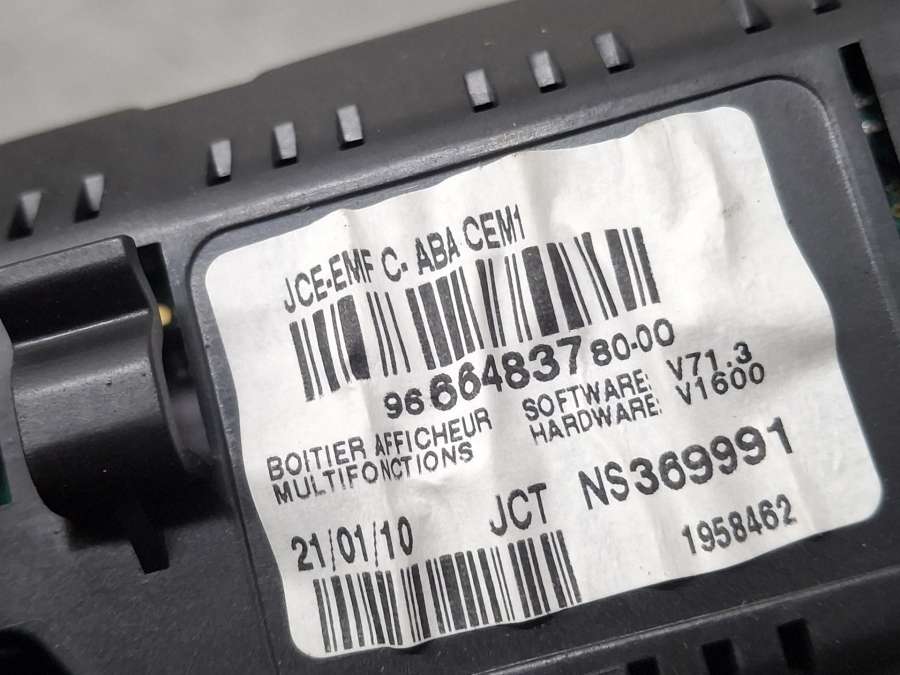 JCE-EMF C- ABA CEM1
96 664837 80-00
BOITIER AFFICHEUR
MULTIFONCTIONS
SOFTWARE: V71.3
HARDWARE: V1600
21/01/10 JCT NS369991
1958462